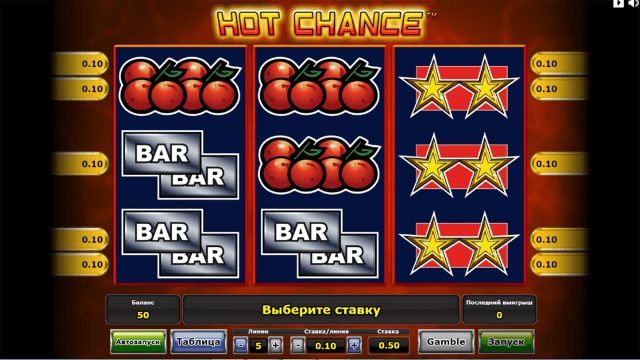 HOT CHANCE™
0.10 0.10
0.10 0.10
BAR
BAR
0.10 0.10
BAR BAR
BAR BAR
0.10 0.10
0.10 0.10
Баланс
50
Выберите ставку
Последний выигрыш
0
Автозапуск
Таблица
Линии
- 5 +
Ставка/линия
- 0.10 +
Ставка
0.50
Gamble
Запуск